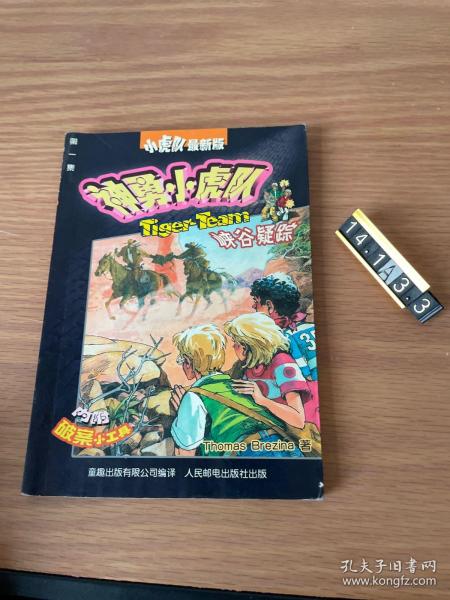 第一集
小虎队 最新版
神勇小虎队
Tiger-Team
峡谷疑踪
内附
破案小工具
Thomas Brezina 著
童趣出版有限公司编译 人民邮电出版社出版
14.1A3.3
孔夫子旧书网
www.kongfz.com